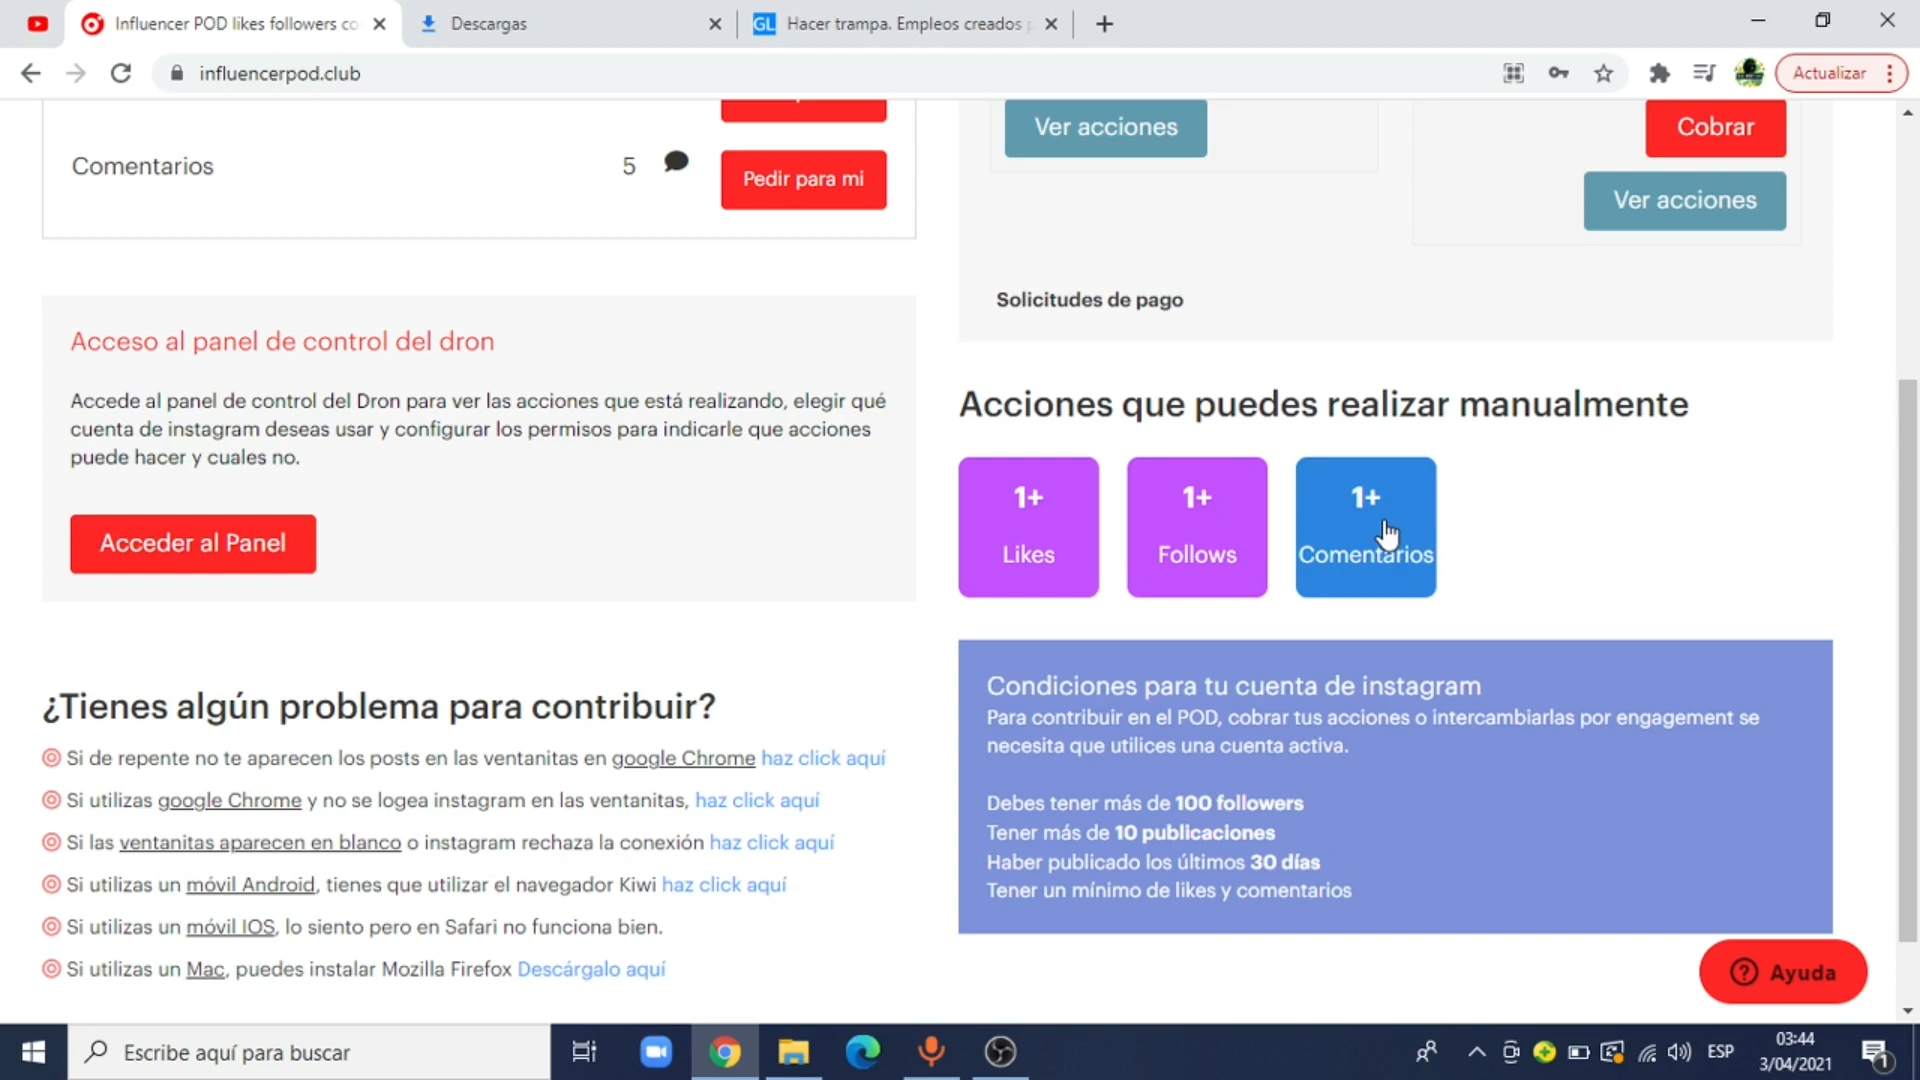 Influencer POD likes followers co
Descargas
GL
Hacer trampa. Empleos creados
influencerpod.club
Actualizar
Comentarios
5
Pedir para mi
Ver acciones
Cobrar
Ver acciones
Solicitudes de pago
Acceso al panel de control del dron
Accede al panel de control del Dron para ver las acciones que está realizando, elegir qué
cuenta de instagram deseas usar y configurar los permisos para indicarle que acciones
puede hacer y cuales no.
Acceder al Panel
Acciones que puedes realizar manualmente
1+
Likes
1+
Follows
1+
Comentarios
¿Tienes algún problema para contribuir?
Si de repente no te aparecen los posts en las ventanitas en google Chrome haz click aquí
Si utilizas google Chrome y no se logea instagram en las ventanitas, haz click aquí
Si las ventanitas aparecen en blanco o instagram rechaza la conexión haz click aquí
Si utilizas un móvil Android, tienes que utilizar el navegador Kiwi haz click aquí
Si utilizas un móvil IOS, lo siento pero en Safari no funciona bien.
Si utilizas un Mac, puedes instalar Mozilla Firefox Descárgalo aquí
Condiciones para tu cuenta de instagram
Para contribuir en el POD, cobrar tus acciones o intercambiarlas por engagement se
necesita que utilices una cuenta activa.
Debes tener más de 100 followers
Tener más de 10 publicaciones
Haber publicado los últimos 30 días
Tener un mínimo de likes y comentarios
Ayuda
Escribe aquí para buscar
ESP
03:44
3/04/2021
1